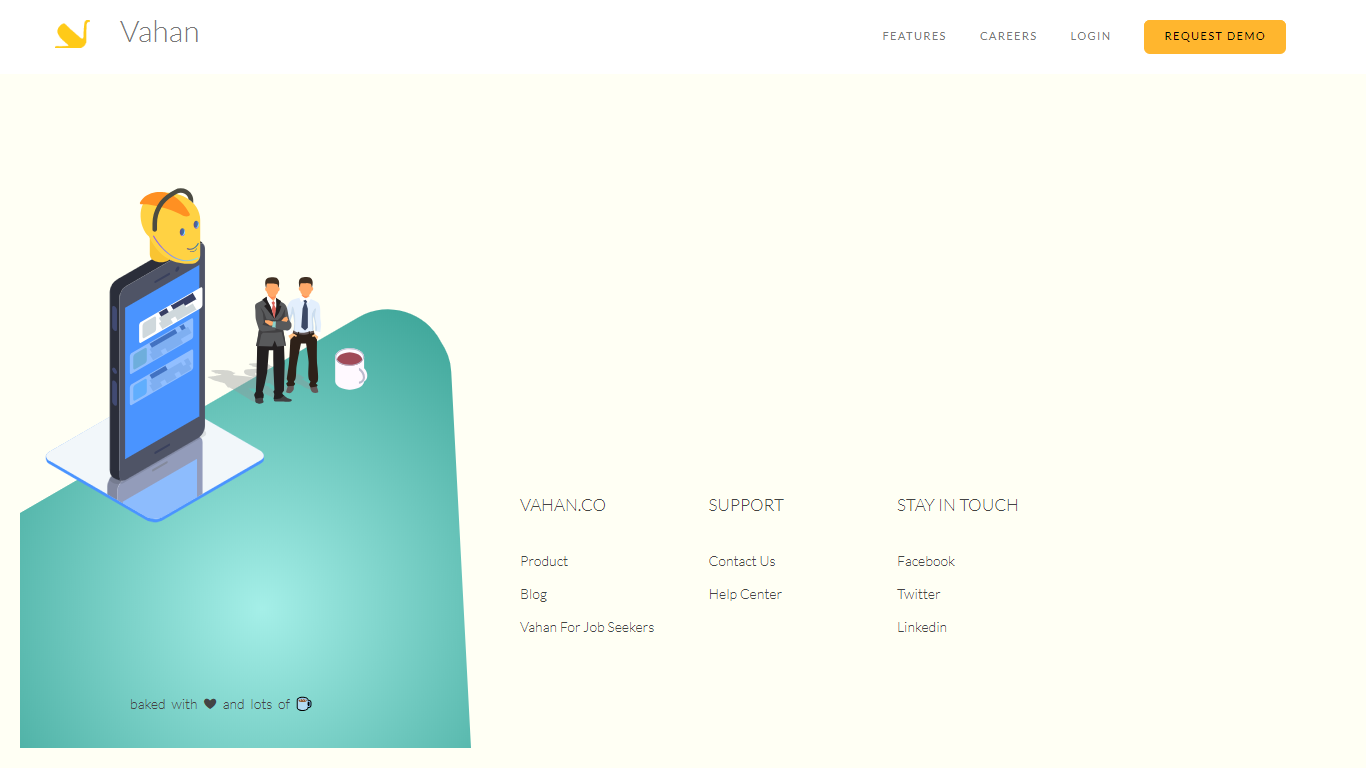 Vahan
FEATURES CAREERS LOGIN REQUEST DEMO
VAHAN.CO SUPPORT STAY IN TOUCH
Product Contact Us Facebook
Blog Help Center Twitter
Vahan For Job Seekers Linkedin
baked with ❤ and lots of ☕